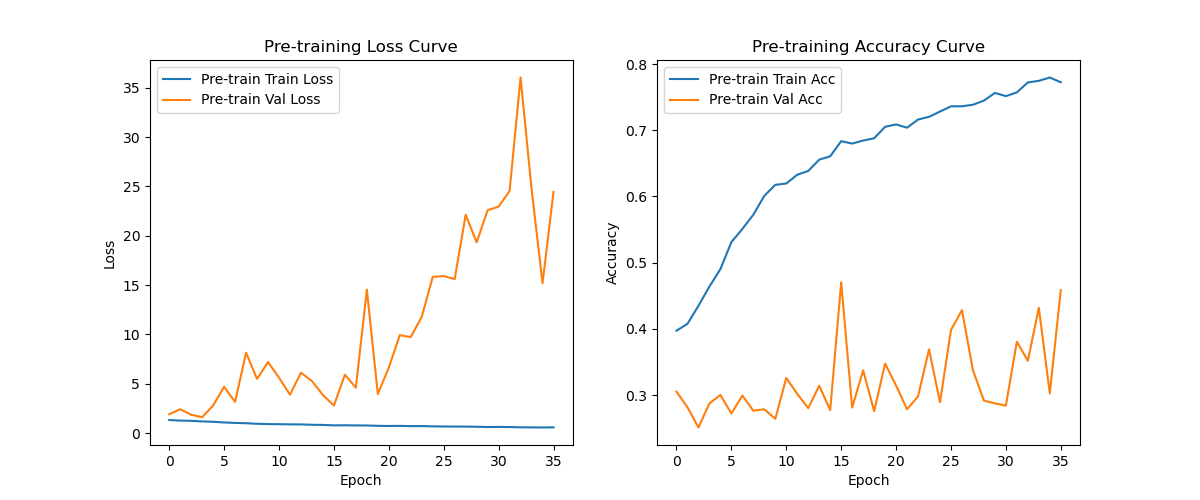 Pre-training Loss Curve
Pre-train Train Loss
Pre-train Val Loss
35
30
25
20
15
10
5
0
Loss
0 5 10 15 20 25 30 35
Epoch
Pre-training Accuracy Curve
Pre-train Train Acc
Pre-train Val Acc
0.8
0.7
0.6
0.5
0.4
0.3
Accuracy
0 5 10 15 20 25 30 35
Epoch